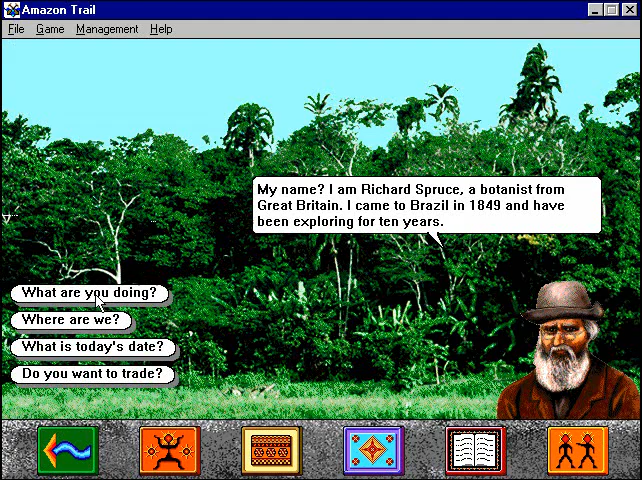 Amazon Trail
File Game Management Help
My name? I am Richard Spruce, a botanist from
Great Britain. I came to Brazil in 1849 and have
been exploring for ten years.
What are you doing?
Where are we?
What is today's date?
Do you want to trade?